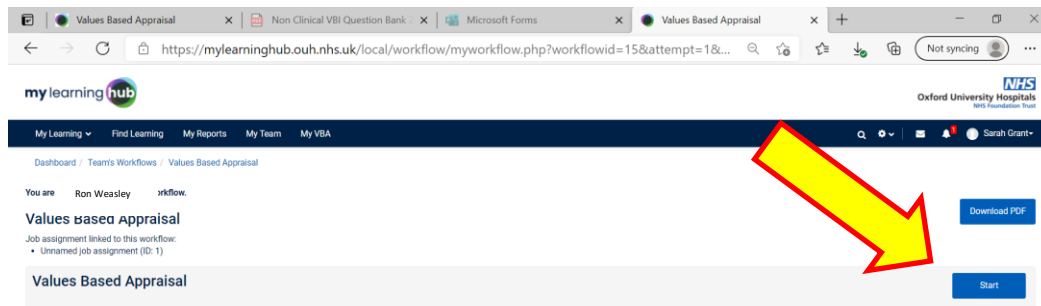 Values Based Appraisal
Non Clinical VBI Question Bank
Microsoft Forms
Values Based Appraisal
https://mylearninghub.ouh.nhs.uk/local/workflow/myworkflow.php?workflowid=15&attempt=1&...
Not syncing
my learning hub
NHS
Oxford University Hospitals
NHS Foundation Trust
My Learning Find Learning My Reports My Team My VBA
1 Sarah Grant
Dashboard / Team's Workflows / Values Based Appraisal
You are Ron Weasley orkflow.
Values Based Appraisal
Download PDF
Job assignment linked to this workflow:
• Unnamed job assignment (ID: 1)
Values Based Appraisal
Start